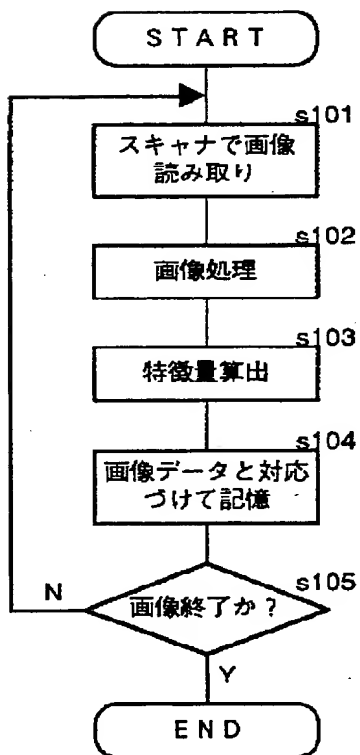 START
s101
スキャナで画像
読み取り
s102
画像処理
s103
特徴量算出
s104
画像データと対応
づけて記憶
s105
画像終了か?
N
Y
END